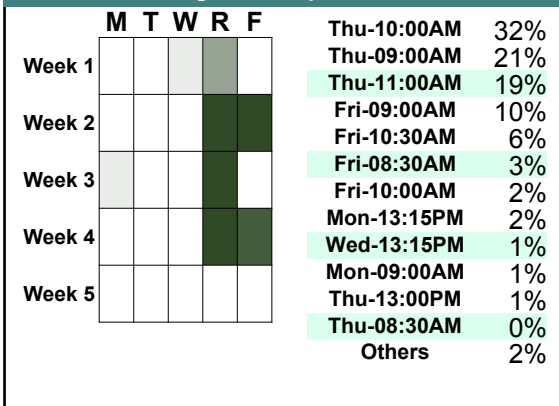 M T W R F
Week 1
Week 2
Week 3
Week 4
Week 5
Thu-10:00AM 32%
Thu-09:00AM 21%
Thu-11:00AM 19%
Fri-09:00AM 10%
Fri-10:30AM 6%
Fri-08:30AM 3%
Fri-10:00AM 2%
Mon-13:15PM 2%
Wed-13:15PM 1%
Mon-09:00AM 1%
Thu-13:00PM 1%
Thu-08:30AM 0%
Others 2%